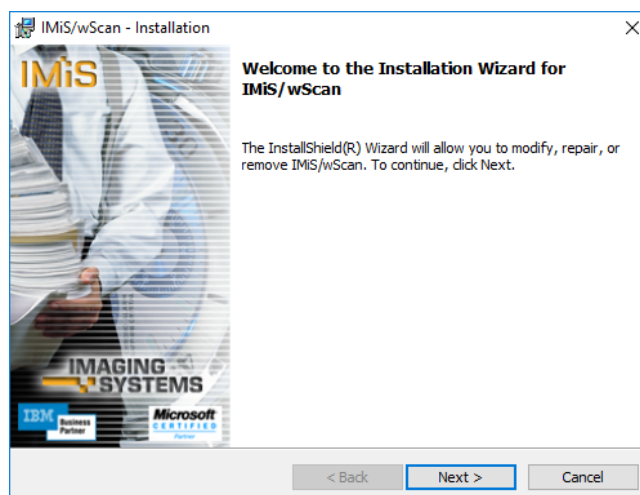 IMiS/wScan - Installation
IMiS
Welcome to the Installation Wizard for
IMiS/wScan
The InstallShield(R) Wizard will allow you to modify, repair, or
remove IMiS/wScan. To continue, click Next.
IMAGING
SYSTEMS
IBM Business
Partner
Microsoft
CERTIFIED
Partner
< Back Next > Cancel